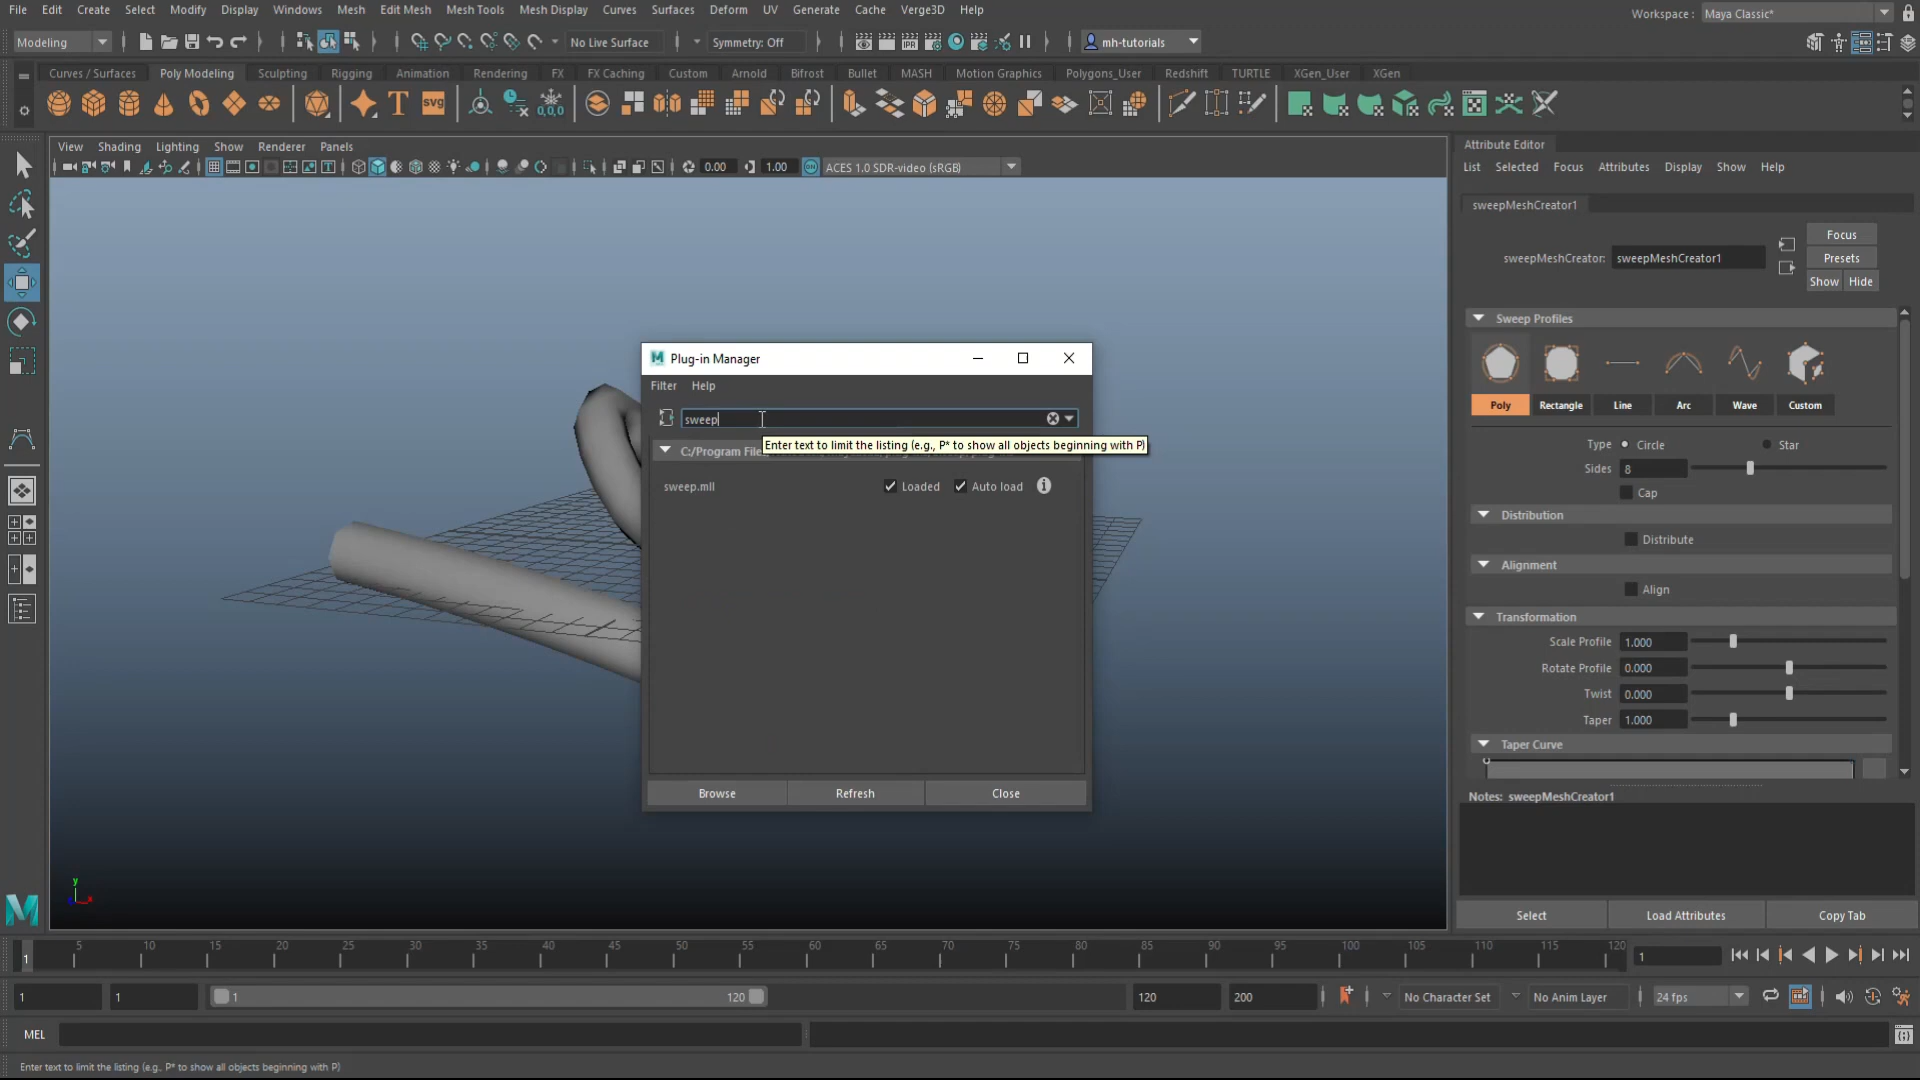 File Edit Create Select Modify Display Windows Mesh Edit Mesh Mesh Tools Mesh Display Curves Surfaces Deform UV Generate Cache Verge3D Help
Workspace : Maya Classic*
Modeling No Live Surface Symmetry: Off IPR mh-tutorials
Curves / Surfaces Poly Modeling Sculpting Rigging Animation Rendering FX FX Caching Custom Arnold Bifrost Bullet MASH Motion Graphics Polygons_User Redshift TURTLE XGen_User XGen
T SVG 0,0,0
View Shading Lighting Show Renderer Panels
0.00 1.00 ACES 1.0 SDR-video (sRGB)
Attribute Editor
List Selected Focus Attributes Display Show Help
sweepMeshCreator1
Focus
sweepMeshCreator: sweepMeshCreator1 Presets
Show Hide
Sweep Profiles
Poly Rectangle Line Arc Wave Custom
Type Circle Star
Sides 8
Cap
Distribution
Distribute
Alignment
Align
Transformation
Scale Profile 1.000
Rotate Profile 0.000
Twist 0.000
Taper 1.000
Taper Curve
Notes: sweepMeshCreator1
Select Load Attributes Copy Tab
M Plug-in Manager
Filter Help
sweep
Enter text to limit the listing (e.g., P* to show all objects beginning with P)
C:/Program File
sweep.mll Loaded Auto load i
Browse Refresh Close
y
x
M
1 5 10 15 20 25 30 35 40 45 50 55 60 65 70 75 80 85 90 95 100 105 110 115 120 1
1 1 1 120 120 200 No Character Set No Anim Layer 24 fps
MEL
Enter text to limit the listing (e.g., P* to show all objects beginning with P)